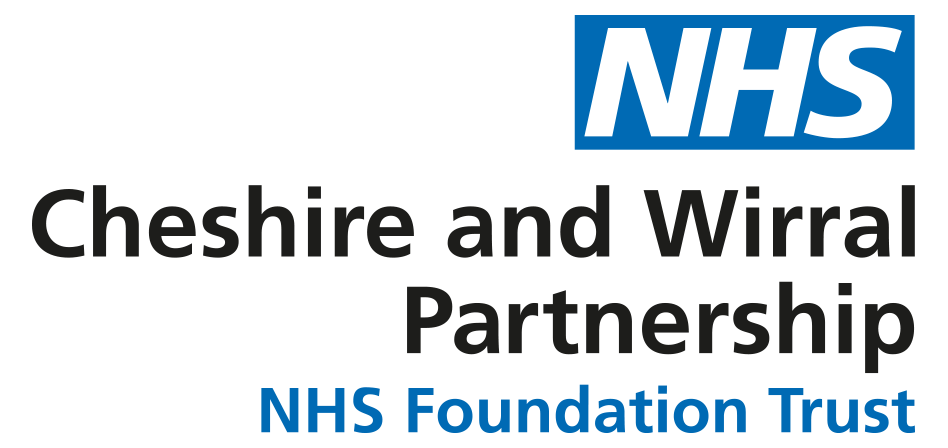 NHS
Cheshire and Wirral
Partnership
NHS Foundation Trust